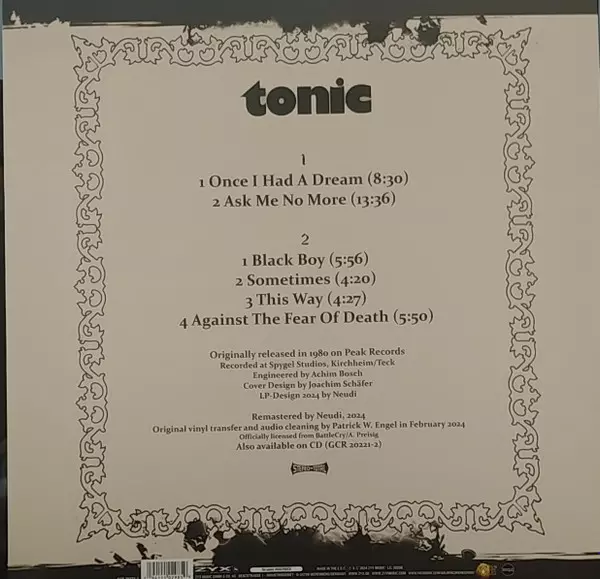 tonic
1
1 Once I Had A Dream (8:30)
2 Ask Me No More (13:36)
2
1 Black Boy (5:56)
2 Sometimes (4:20)
3 This Way (4:27)
4 Against The Fear Of Death (5:50)
Originally released in 1980 on Peak Records
Recorded at Spygel Studios, Kirchheim/Teck
Engineered by Achim Bosch
Cover Design by Joachim Schäfer
LP-Design 2024 by Neudi
Remastered by Neudi, 2024
Original vinyl transfer and audio cleaning by Patrick W. Engel in February 2024
Officially licensed from BattleCry/A. Preisig
Also available on CD (GCR 20221-2)
ZYX